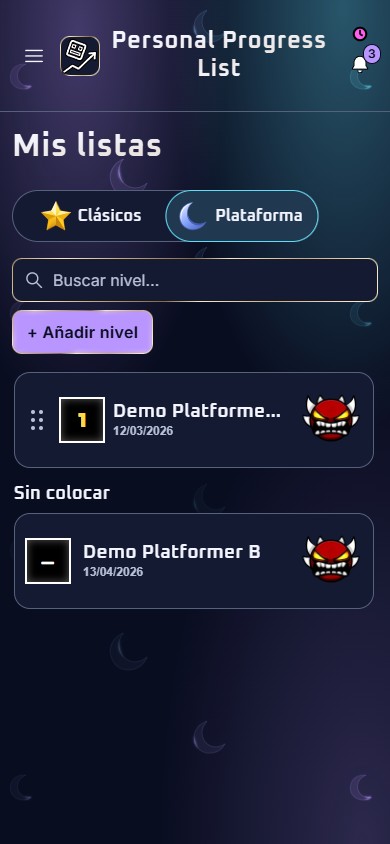 Personal Progress
List
3
Mis listas
Clásicos
Plataforma
Buscar nivel...
+ Añadir nivel
1
Demo Platforme...
12/03/2026
Sin colocar
–
Demo Platformer B
13/04/2026